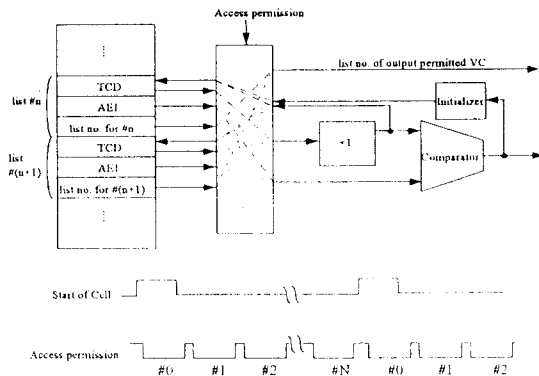 Access permission
list no. of output permitted VC
list #n
TCD
AEI
list no. for #n
list #(n+1)
TCD
AEI
list no. for #(n+1)
Initializer
+1
Comparator
Start of Cell
Access permission
#0 #1 #2 #N #0 #1 #2